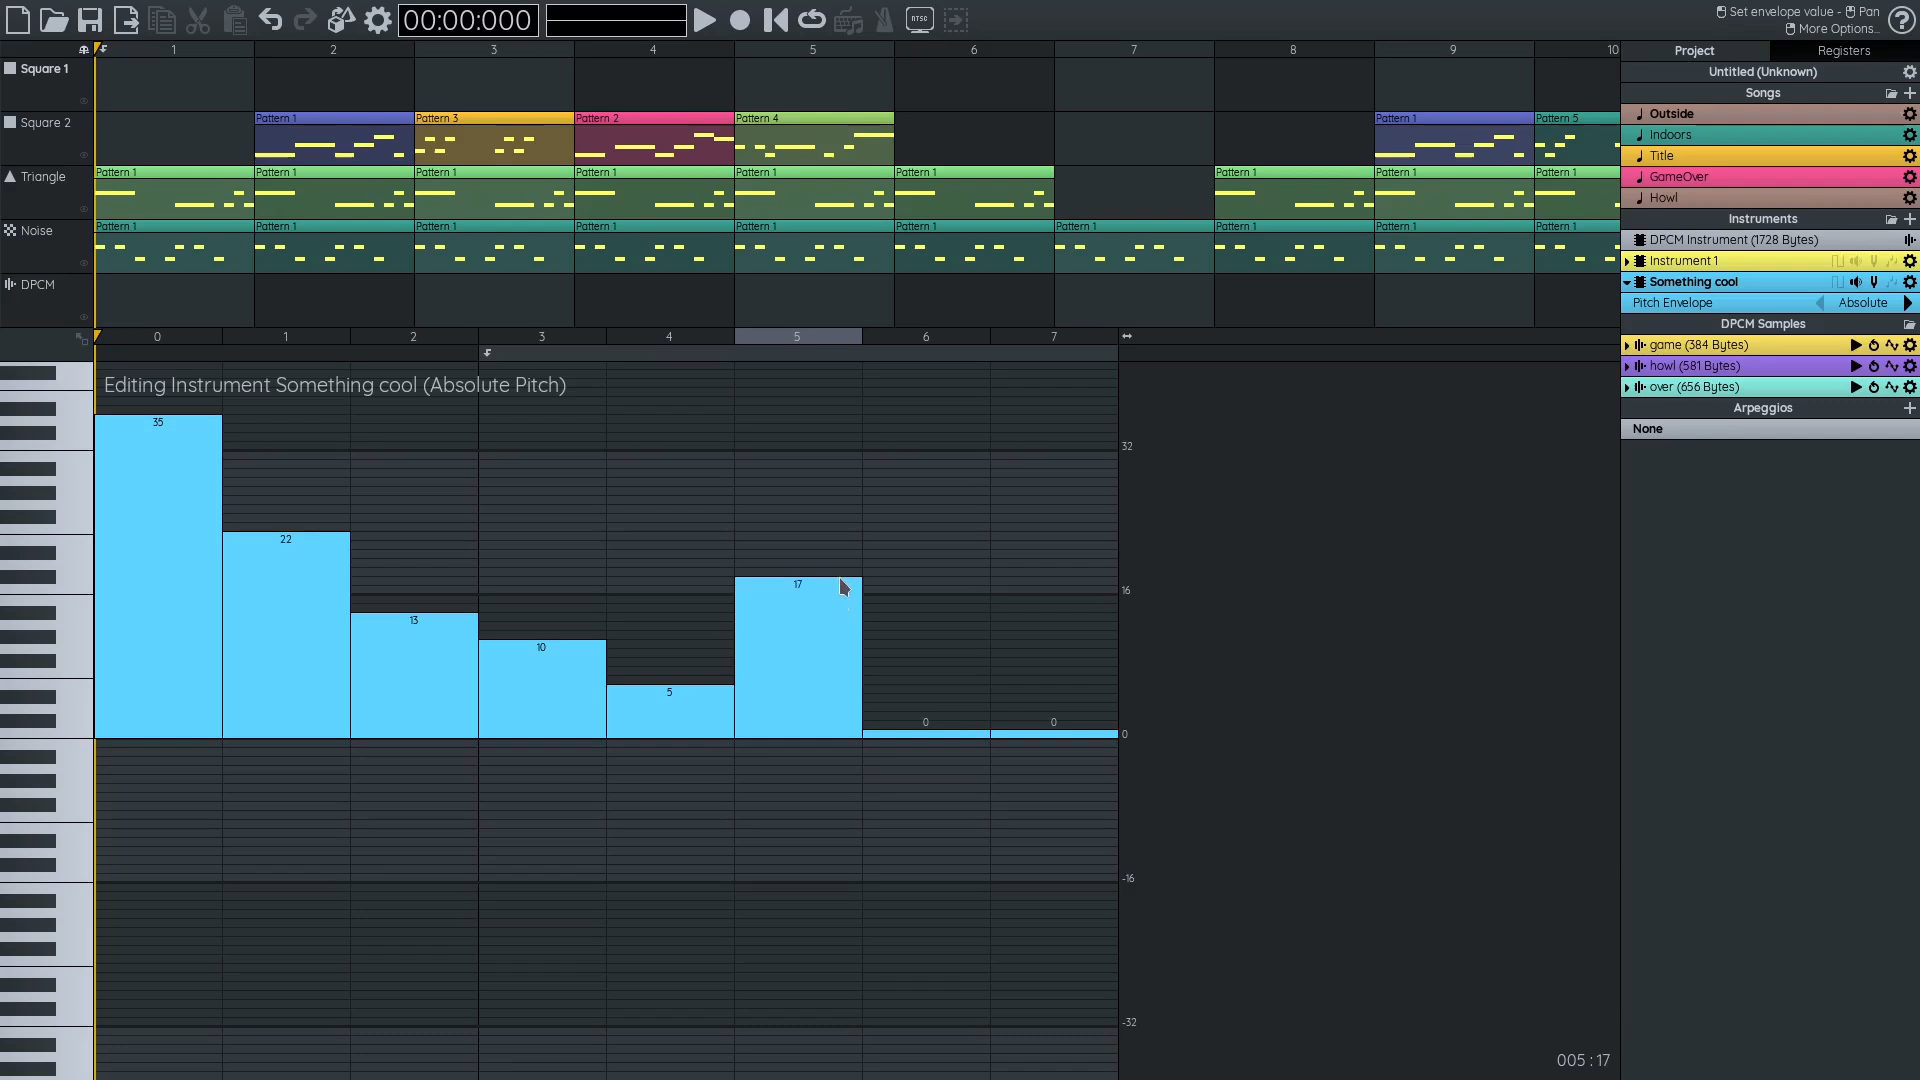 00:00:000
NTSC
Set envelope value - Pan
More Options...
?
1 2 3 4 5 6 7 8 9 10
Square 1
Square 2
Pattern 1 Pattern 3 Pattern 2 Pattern 4 Pattern 1 Pattern 5
Triangle
Pattern 1 Pattern 1 Pattern 1 Pattern 1 Pattern 1 Pattern 1 Pattern 1 Pattern 1 Pattern 1
Noise
Pattern 1 Pattern 1 Pattern 1 Pattern 1 Pattern 1 Pattern 1 Pattern 1 Pattern 1 Pattern 1 Pattern 1
DPCM
0 1 2 3 4 5 6 7
Editing Instrument Something cool (Absolute Pitch)
35
22
13
10
5
17
0
0
32
16
0
-16
-32
005 : 17
Project Registers
Untitled (Unknown)
Songs
Outside
Indoors
Title
GameOver
Howl
Instruments
DPCM Instrument (1728 Bytes)
Instrument 1
Something cool
Pitch Envelope Absolute
DPCM Samples
game (384 Bytes)
howl (581 Bytes)
over (656 Bytes)
Arpeggios
None